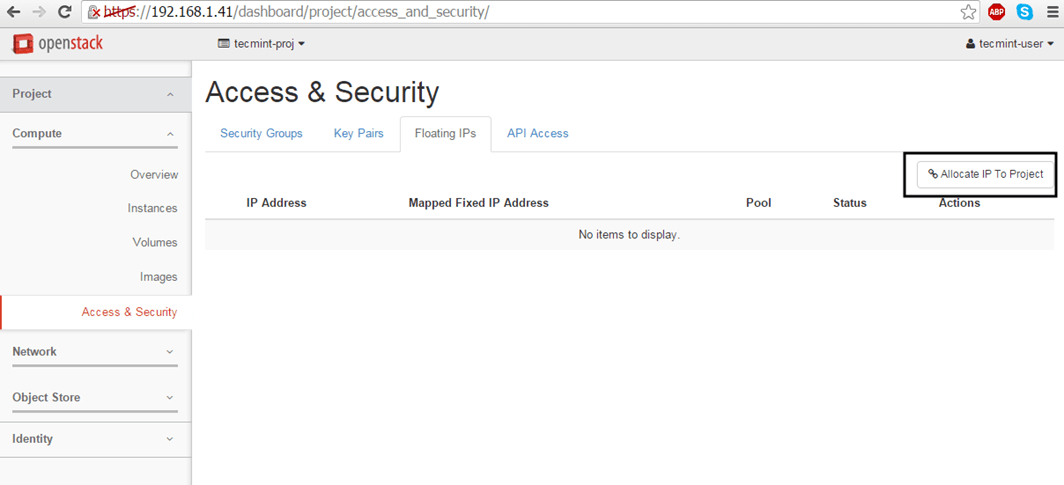 https://192.168.1.41/dashboard/project/access_and_security/
ABP
openstack
tecmint-proj
tecmint-user
Project
Compute
Overview
Instances
Volumes
Images
Access & Security
Network
Object Store
Identity
Access & Security
Security Groups Key Pairs Floating IPs API Access
Allocate IP To Project
IP Address Mapped Fixed IP Address Pool Status Actions
No items to display.